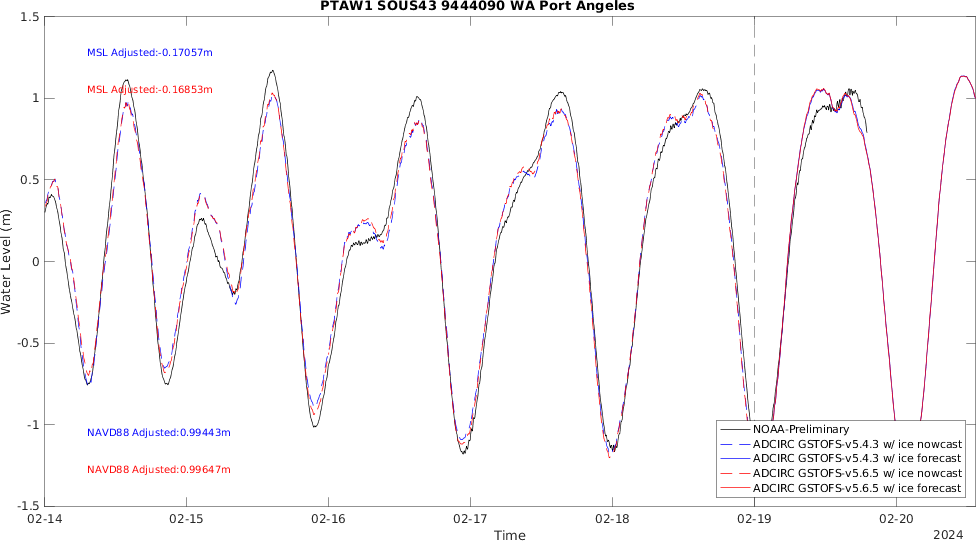 PTAW1 SOUS43 9444090 WA Port Angeles
Water Level (m)
1.5
1
0.5
0
-0.5
-1
-1.5
MSL Adjusted:-0.17057m
MSL Adjusted:-0.16853m
NAVD88 Adjusted:0.99443m
NAVD88 Adjusted:0.99647m
NOAA-Preliminary
ADCIRC GSTOFS-v5.4.3 w/ ice nowcast
ADCIRC GSTOFS-v5.4.3 w/ ice forecast
ADCIRC GSTOFS-v5.6.5 w/ ice nowcast
ADCIRC GSTOFS-v5.6.5 w/ ice forecast
02-14 02-15 02-16 02-17 02-18 02-19 02-20
Time
2024